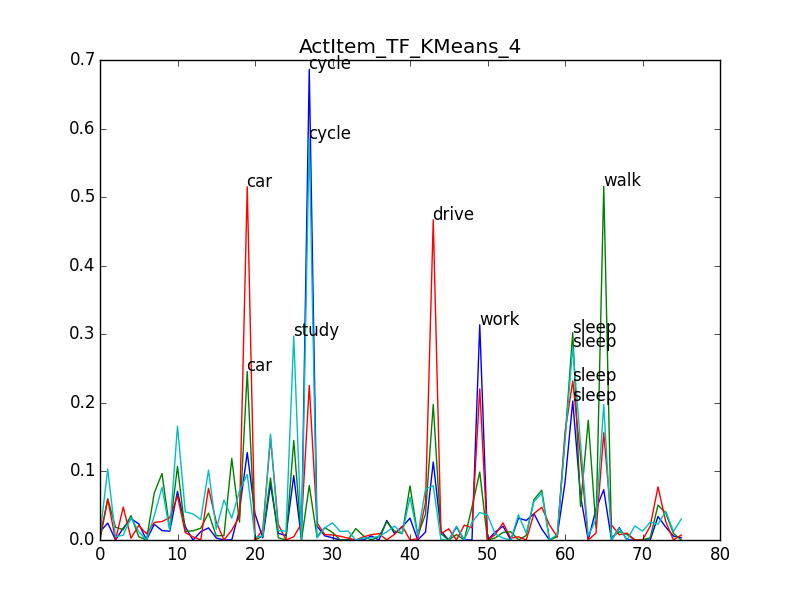 ActItem_TF_KMeans_4
0.7
cycle
0.6
cycle
0.5
car
walk
drive
0.4
0.3
study
work
sleep
sleep
car
sleep
sleep
0.2
0.1
0.0
0 10 20 30 40 50 60 70 80